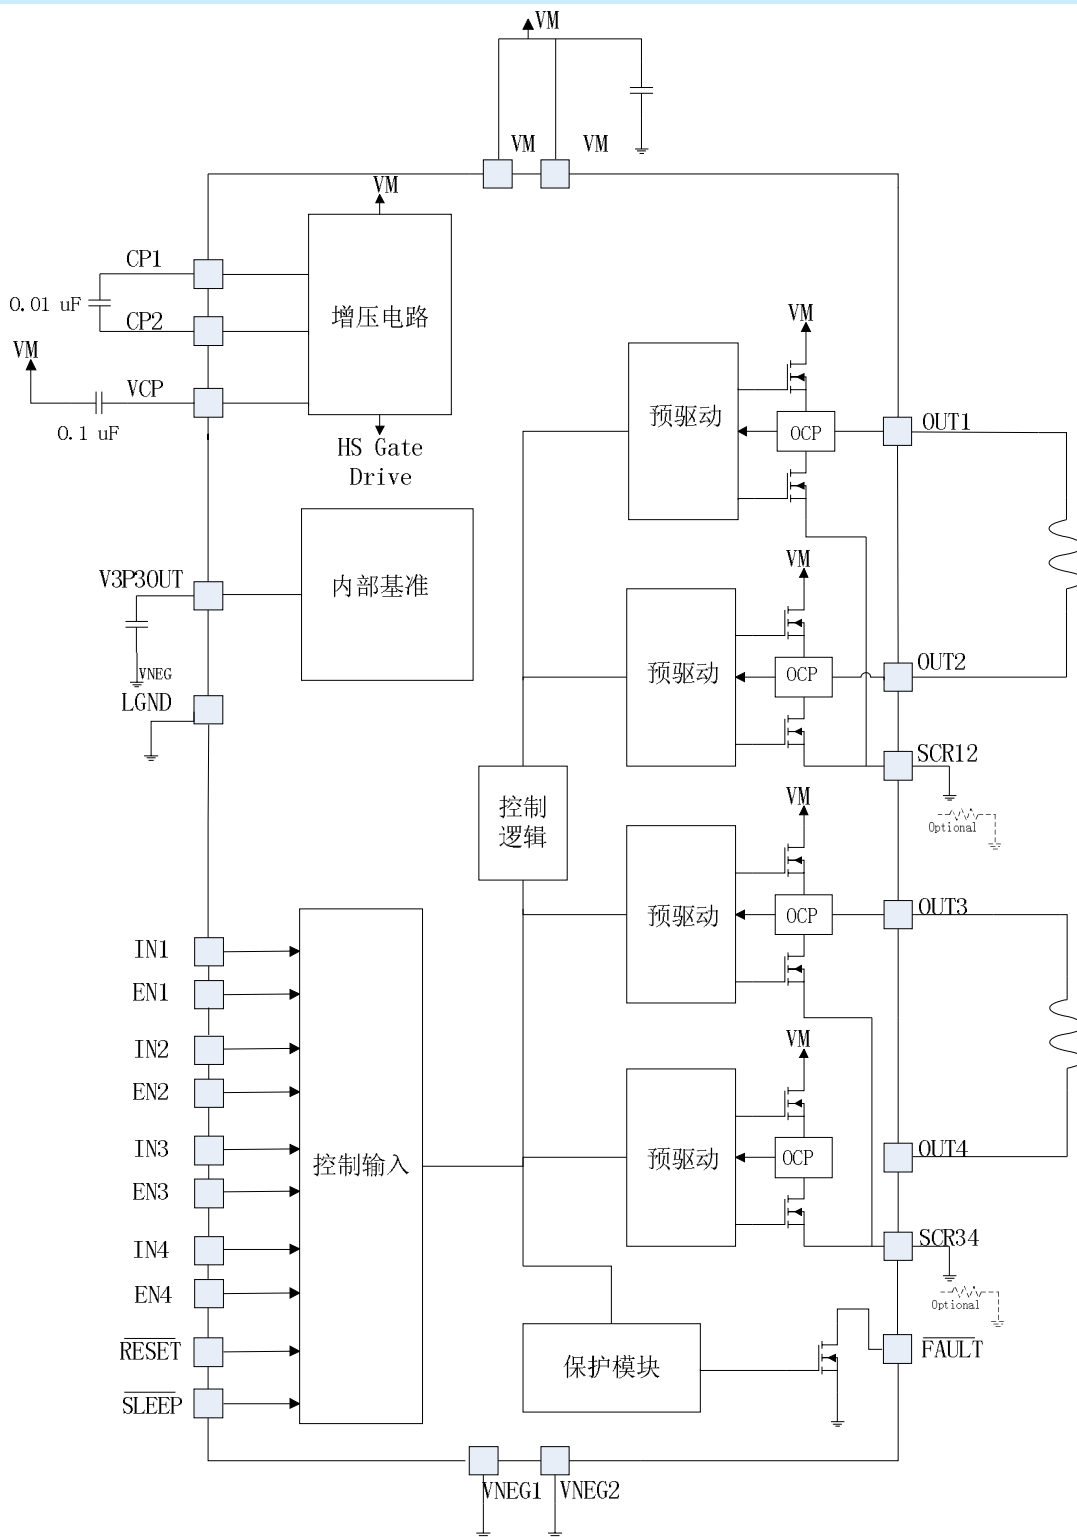 VM
VM
VM
VM
CP1
0.01 uF
CP2
增压电路
VM
VCP
0.1 uF
HS Gate
Drive
VM
预驱动
OCP
OUT1
V3P3OUT
内部基准
VNEG
LGND
VM
预驱动
OCP
OUT2
SCR12
Optional
控制
逻辑
VM
预驱动
OCP
OUT3
IN1
EN1
IN2
EN2
IN3
EN3
IN4
EN4
RESET
SLEEP
控制输入
VM
预驱动
OCP
OUT4
SCR34
Optional
保护模块
FAULT
VNEG1
VNEG2